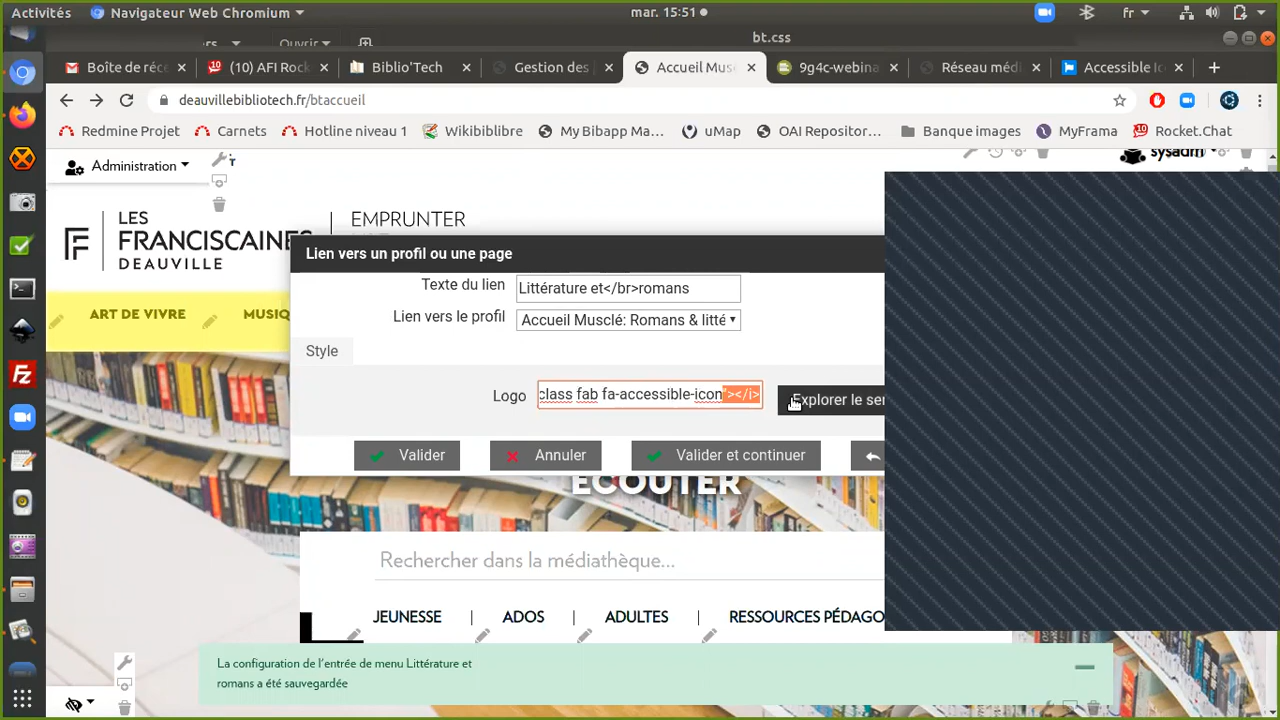 Activités
Navigateur Web Chromium
mar. 15:51
fr
Ouvrir
bt.css
Boîte de réc
(10) AFI Rock
Biblio'Tech
Gestion des
Accueil Mus
9g4c-webina
Réseau médi
Accessible Ic
deauvillebibliotech.fr/btaccueil
Redmine Projet
Carnets
Hotline niveau 1
Wikibiblibre
My Bibapp Ma...
uMap
OAI Repositor...
Banque images
MyFrama
Rocket.Chat
Administration
sysadm
LES
FRANCISCAINES
DEAUVILLE
EMPRUNTER
Lien vers un profil ou une page
Texte du lien
Littérature et</br>romans
Lien vers le profil
Accueil Musclé: Romans & litté
ART DE VIVRE
MUSIQ
Style
Logo
class fab fa-accessible-icon"></i>
Explorer le ser
Valider
Annuler
Valider et continuer
ÉCOUTER
Rechercher dans la médiathèque...
JEUNESSE
ADOS
ADULTES
RESSOURCES PÉDAGO
La configuration de l'entrée de menu Littérature et
romans a été sauvegardée